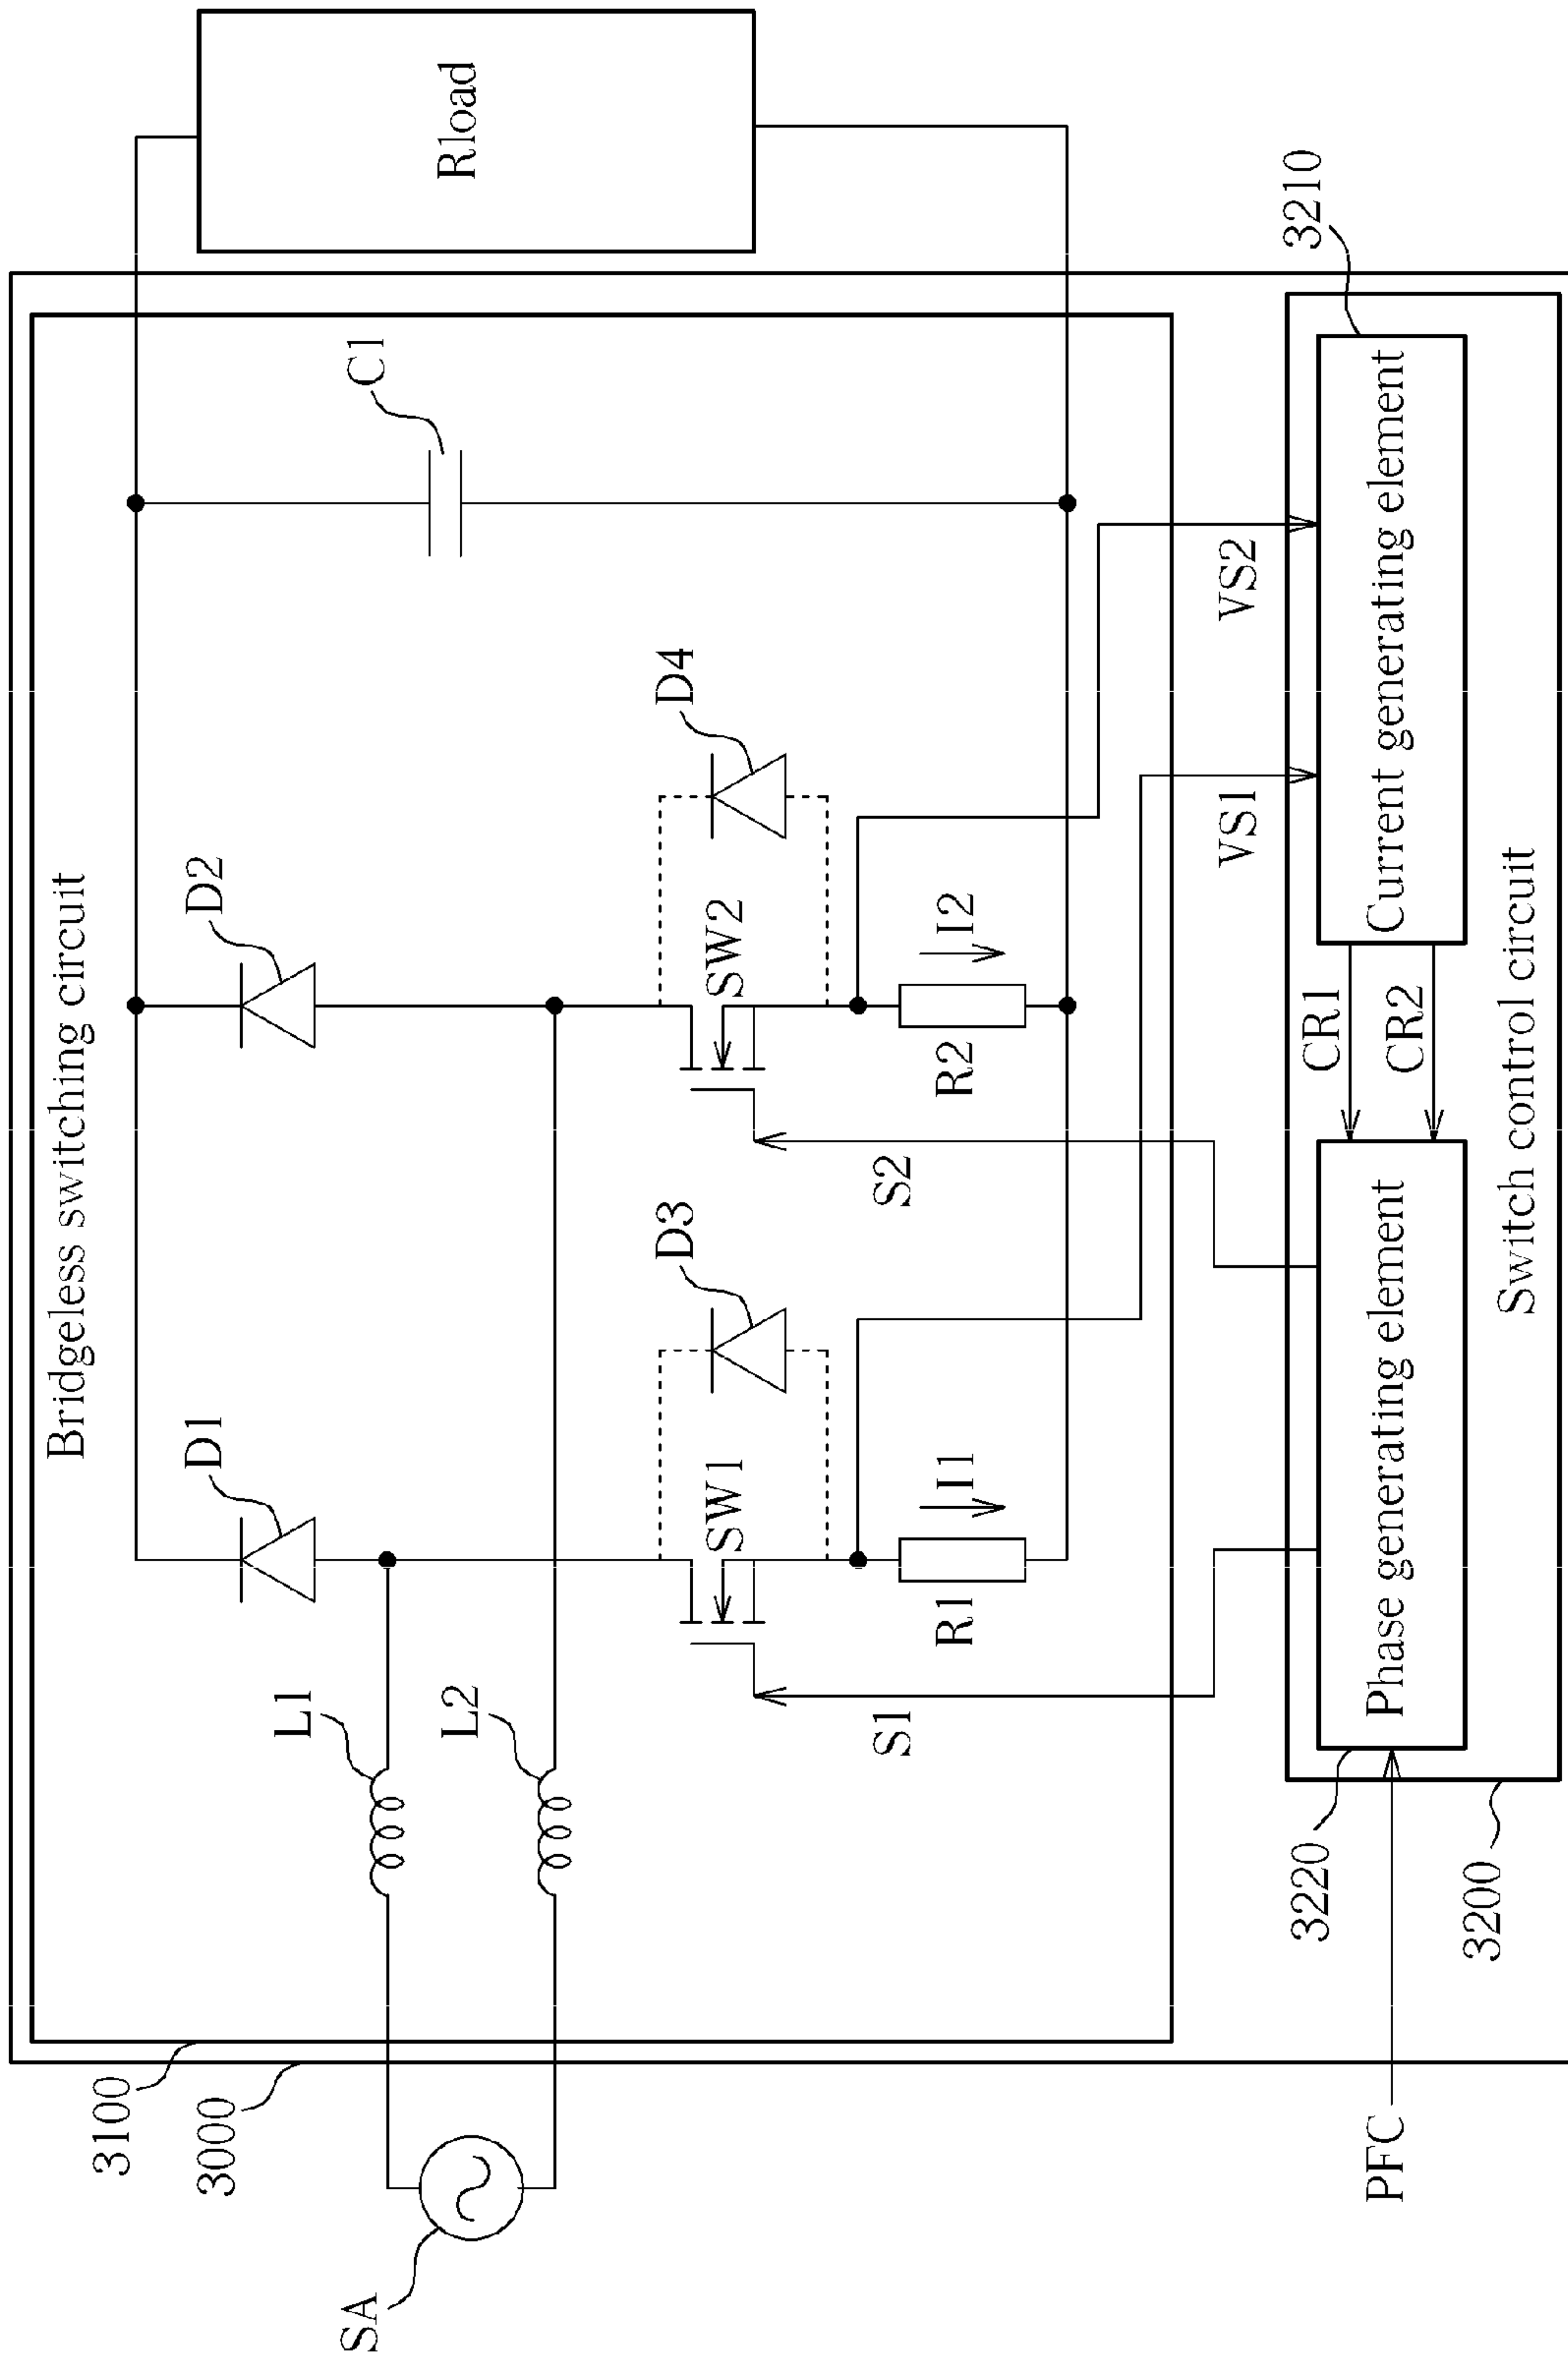 Bridgeless switching circuit
3100
3000
SA
L1
L2
D1
D2
C1
Rload
SW1
D3
SW2
D4
S1
R1
I1
S2
R2
I2
VS1
VS2
3210
3220
Phase generating element
CR1
CR2
Current generating element
PFC
3200
Switch control circuit